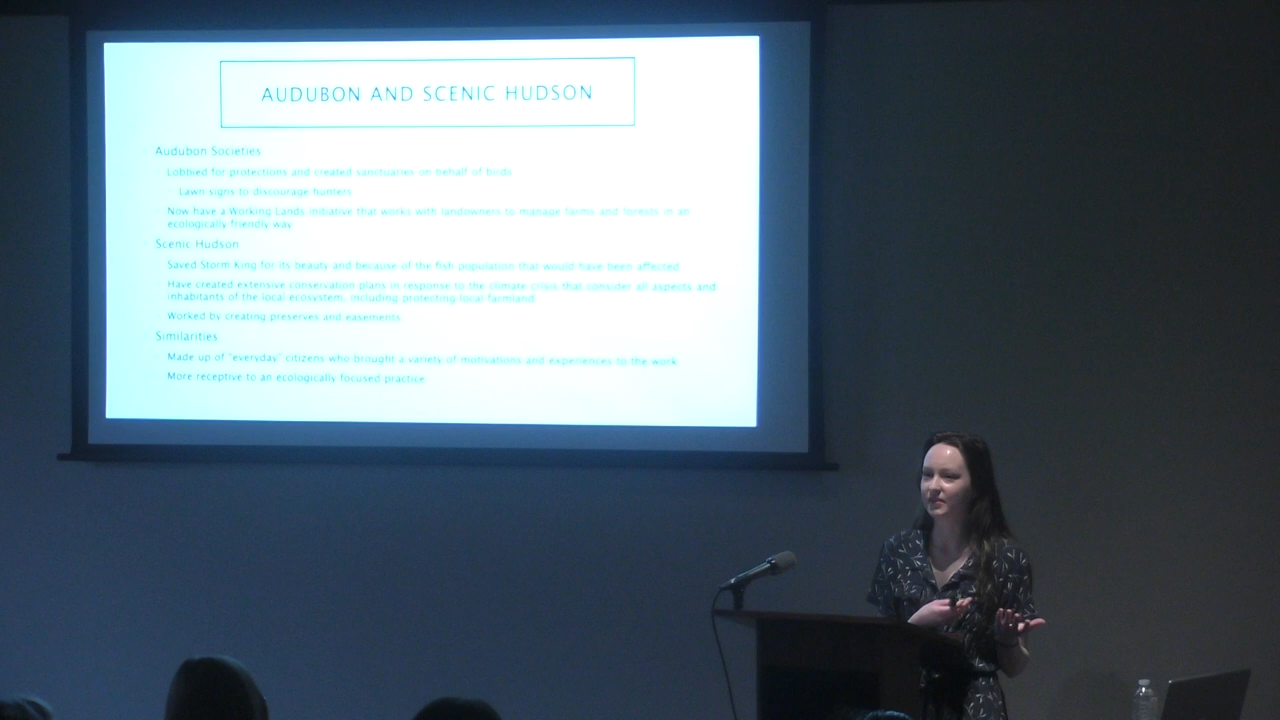 AUDUBON AND SCENIC HUDSON
Audubon Societies
Lobbied for protections and created sanctuaries on behalf of birds
Lawn signs to discourage hunters
Now have a Working Lands initiative that works with landowners to manage farms and forests in an
ecologically friendly way
Scenic Hudson
Saved Storm King for its beauty and because of the fish population that would have been affected
Have created extensive conservation plans in response to the climate crisis that consider all aspects and
inhabitants of the local ecosystem, including protecting local farmland
Worked by creating preserves and easements
Similarities
Made up of "everyday" citizens who brought a variety of motivations and experiences to the work
More receptive to an ecologically focused practice